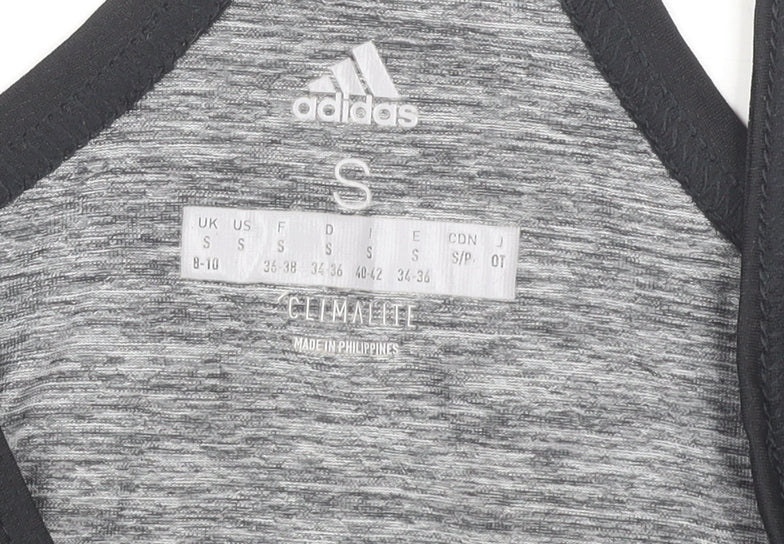 adidas
S
UK US F D I E CDN J
S S S S S S S/P OT
8-10 36-38 34-36 40-42 34-36
CLIMALITE
MADE IN PHILIPPINES